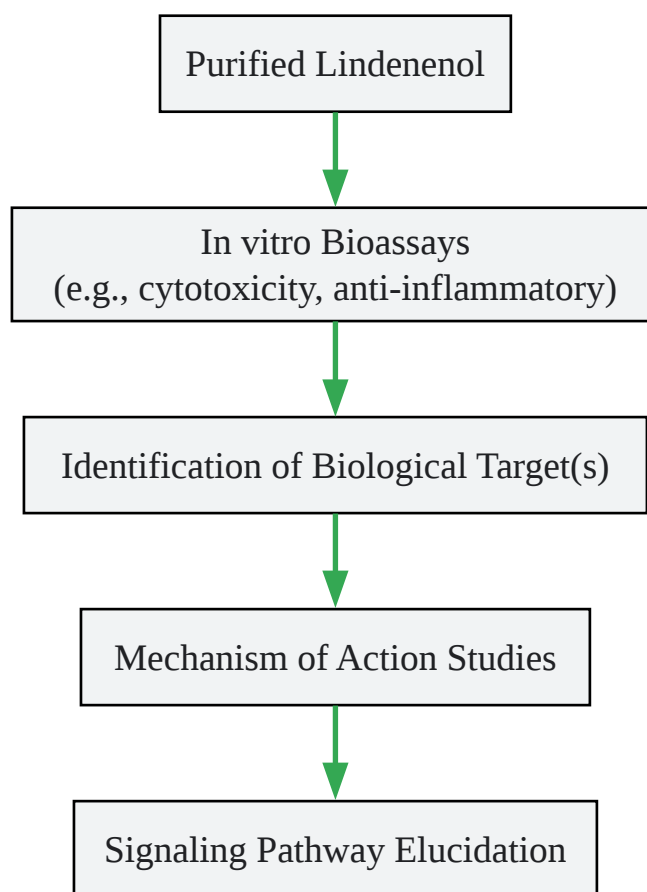 Purified Lindenenol
In vitro Bioassays
(e.g., cytotoxicity, anti-inflammatory)
Identification of Biological Target(s)
Mechanism of Action Studies
Signaling Pathway Elucidation